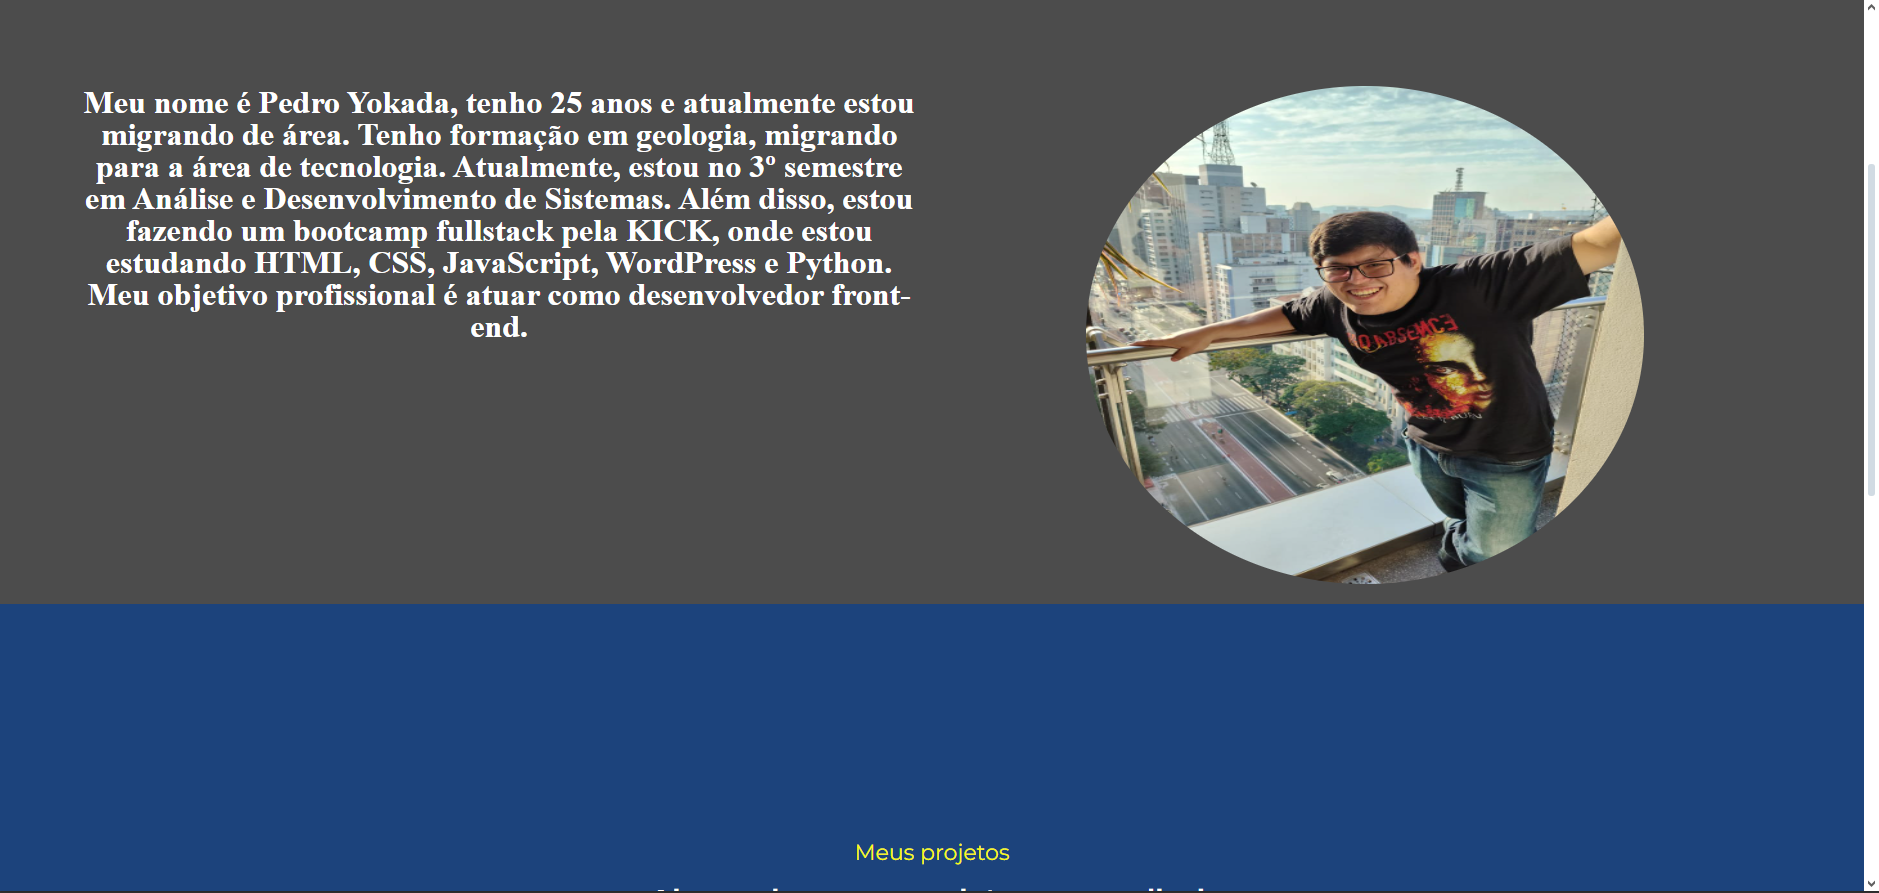 Meu nome é Pedro Yokada, tenho 25 anos e atualmente estou
migrando de área. Tenho formação em geologia, migrando
para a área de tecnologia. Atualmente, estou no 3º semestre
em Análise e Desenvolvimento de Sistemas. Além disso, estou
fazendo um bootcamp fullstack pela KICK, onde estou
estudando HTML, CSS, JavaScript, WordPress e Python.
Meu objetivo profissional é atuar como desenvolvedor front-
end.
ABSENCE
Meus projetos